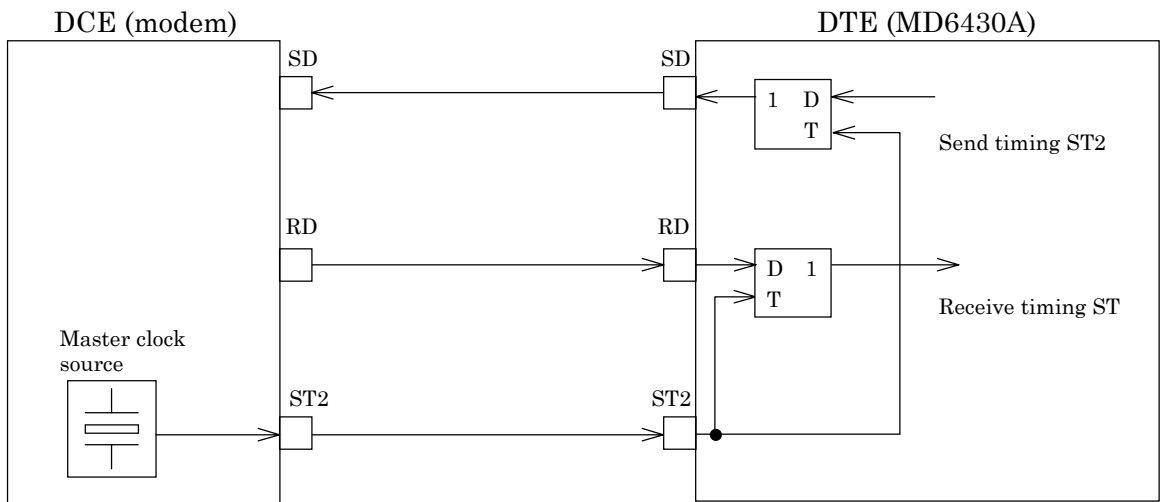 DCE (modem)
DTE (MD6430A)
SD
SD
1 D
T
Send timing ST2
RD
RD
D 1
T
Receive timing ST
Master clock
source
ST2
ST2